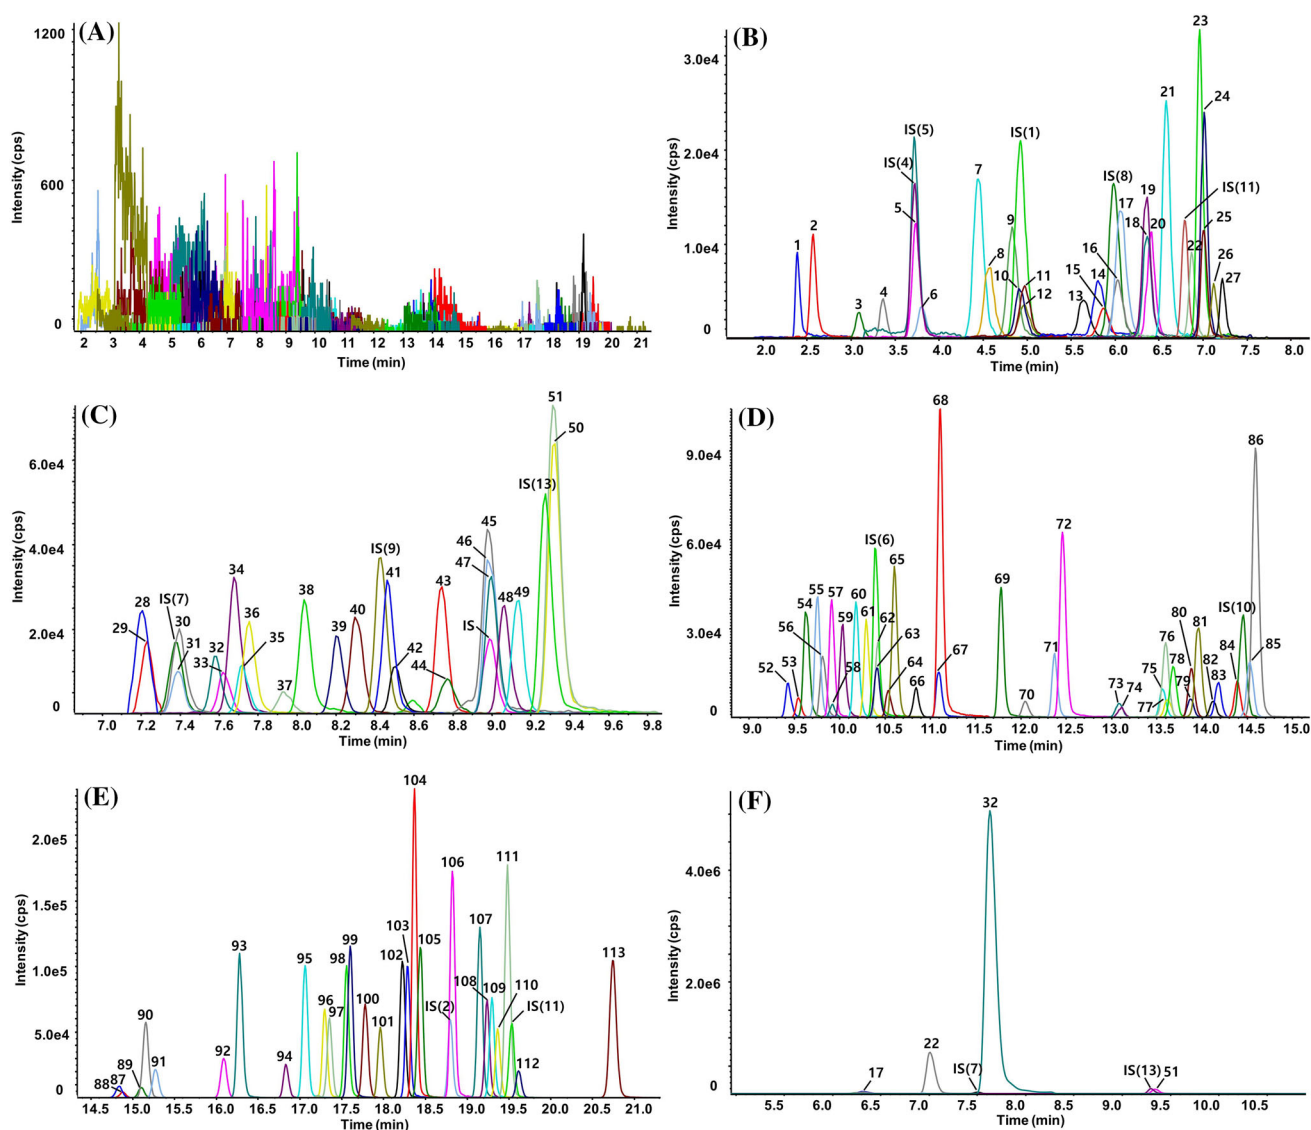 (A)
1200
600
0
Intensity (cps)
2 3 4 5 6 7 8 9 10 11 12 13 14 15 16 17 18 19 20 21
Time (min)
(B)
3.0e4
2.0e4
1.0e4
0
Intensity (cps)
1 2 3 4 5 IS(4) IS(5) 6 7 8 9 10 IS(1) 11 12 13 14 15 16 IS(8) 17 18 19 20 21 22 IS(11) 23 24 25 26 27
2.0 2.5 3.0 3.5 4.0 4.5 5.0 5.5 6.0 6.5 7.0 7.5 8.0
Time (min)
(C)
6.0e4
4.0e4
2.0e4
0
Intensity (cps)
28 29 IS(7) 30 31 32 33 34 35 36 37 38 39 40 IS(9) 41 42 43 44 45 46 47 IS 48 49 IS(13) 50 51
7.0 7.2 7.4 7.6 7.8 8.0 8.2 8.4 8.6 8.8 9.0 9.2 9.4 9.6 9.8
Time (min)
(D)
9.0e4
6.0e4
3.0e4
0
Intensity (cps)
52 53 54 55 56 57 58 59 60 61 IS(6) 62 63 64 65 66 67 68 69 70 71 72 73 74 75 76 77 78 79 80 81 82 83 84 IS(10) 85 86
9.0 9.5 10.0 10.5 11.0 11.5 12.0 12.5 13.0 13.5 14.0 14.5 15.0
Time (min)
(E)
2.0e5
1.5e5
1.0e5
5.0e4
0
Intensity (cps)
88 87 89 90 91 92 93 94 95 96 97 98 99 100 101 102 103 104 105 IS(2) 106 107 108 109 110 111 IS(11) 112 113
14.5 15.0 15.5 16.0 16.5 17.0 17.5 18.0 18.5 19.0 19.5 20.0 20.5 21.0
Time (min)
(F)
4.0e6
2.0e6
0
Intensity (cps)
17 22 IS(7) 32 IS(13) 51
5.5 6.0 6.5 7.0 7.5 8.0 8.5 9.0 9.5 10.0 10.5
Time (min)